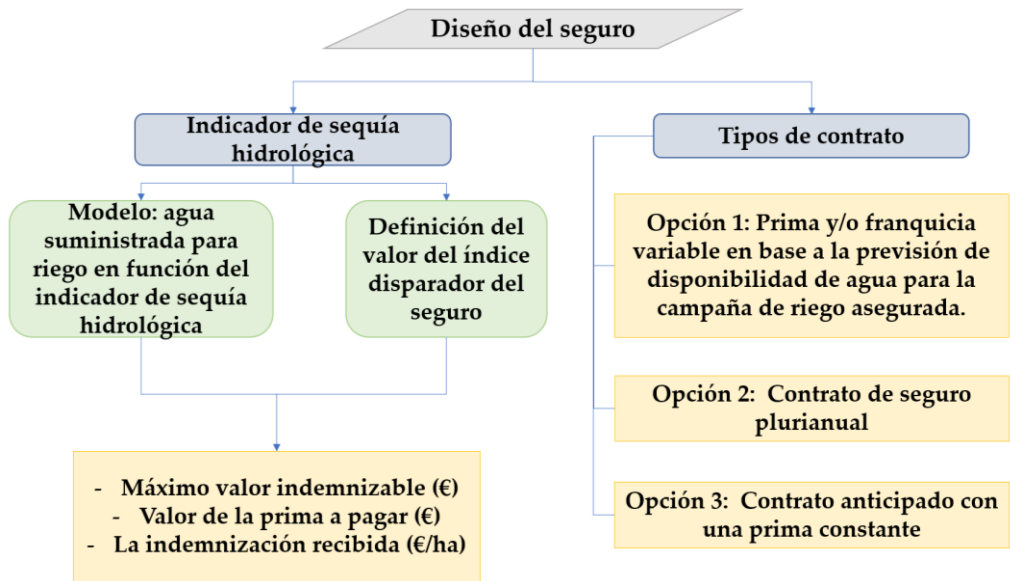 Diseño del seguro
Indicador de sequía
hidrológica
Tipos de contrato
Modelo: agua
suministrada para
riego en función del
indicador de sequía
hidrológica
Definición del
valor del índice
disparador del
seguro
Opción 1: Prima y/o franquicia
variable en base a la previsión de
disponibilidad de agua para la
campaña de riego asegurada.
Opción 2:  Contrato de seguro
plurianual
- Máximo valor indemnizable (€)
- Valor de la prima a pagar (€)
- La indemnización recibida (€/ha)
Opción 3:  Contrato anticipado con
una prima constante